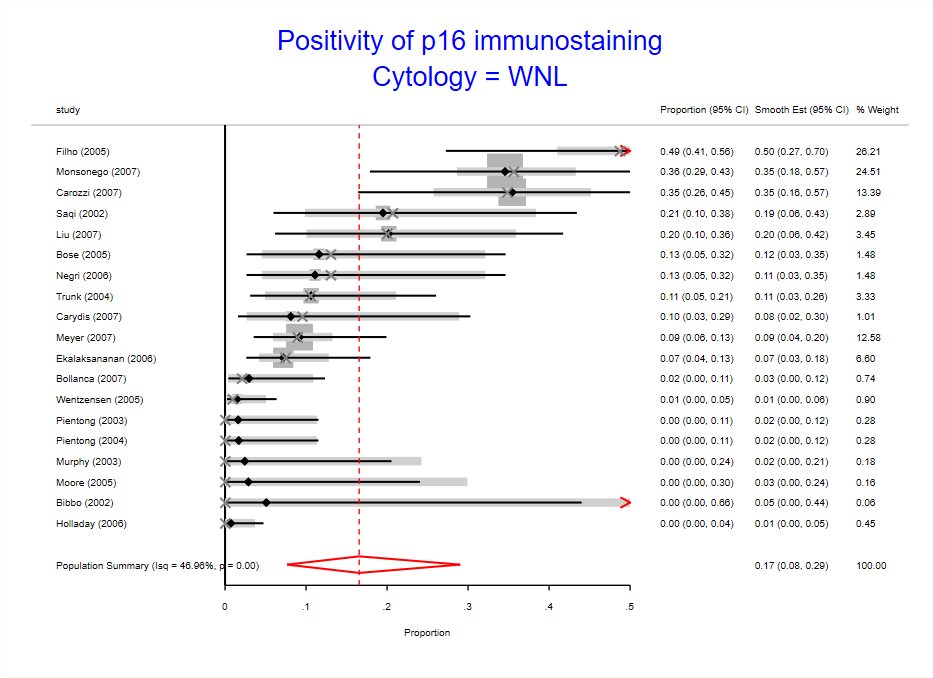 Positivity of p16 immunostaining
Cytology = WNL
study Proportion (95% CI) Smooth Est (95% CI) % Weight
Filho (2005) 0.49 (0.41, 0.56) 0.50 (0.27, 0.70) 26.21
Monsonego (2007) 0.36 (0.29, 0.43) 0.35 (0.18, 0.57) 24.51
Carozzi (2007) 0.35 (0.26, 0.45) 0.35 (0.16, 0.57) 13.39
Saqi (2002) 0.21 (0.10, 0.38) 0.19 (0.06, 0.43) 2.89
Liu (2007) 0.20 (0.10, 0.36) 0.20 (0.06, 0.42) 3.45
Bose (2005) 0.13 (0.05, 0.32) 0.12 (0.03, 0.35) 1.48
Negri (2006) 0.13 (0.05, 0.32) 0.11 (0.03, 0.35) 1.48
Trunk (2004) 0.11 (0.05, 0.21) 0.11 (0.03, 0.26) 3.33
Carydis (2007) 0.10 (0.03, 0.29) 0.08 (0.02, 0.30) 1.01
Meyer (2007) 0.09 (0.06, 0.13) 0.09 (0.04, 0.20) 12.58
Ekalaksananan (2006) 0.07 (0.04, 0.13) 0.07 (0.03, 0.18) 6.60
Bollanca (2007) 0.02 (0.00, 0.11) 0.03 (0.00, 0.12) 0.74
Wentzensen (2005) 0.01 (0.00, 0.05) 0.01 (0.00, 0.06) 0.90
Pientong (2003) 0.00 (0.00, 0.11) 0.02 (0.00, 0.12) 0.28
Pientong (2004) 0.00 (0.00, 0.11) 0.02 (0.00, 0.12) 0.28
Murphy (2003) 0.00 (0.00, 0.24) 0.02 (0.00, 0.21) 0.18
Moore (2005) 0.00 (0.00, 0.30) 0.03 (0.00, 0.24) 0.16
Bibbo (2002) 0.00 (0.00, 0.66) 0.05 (0.00, 0.44) 0.06
Holladay (2006) 0.00 (0.00, 0.04) 0.01 (0.00, 0.05) 0.45
Population Summary (Isq = 46.96%, p = 0.00) 0.17 (0.08, 0.29) 100.00
0 .1 .2 .3 .4 .5
Proportion